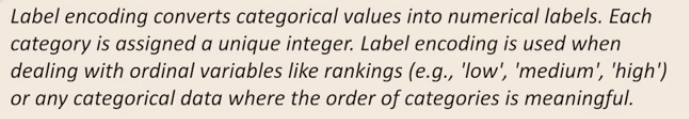 Label encoding converts categorical values into numerical labels. Each
category is assigned a unique integer. Label encoding is used when
dealing with ordinal variables like rankings (e.g., 'low', 'medium', 'high')
or any categorical data where the order of categories is meaningful.